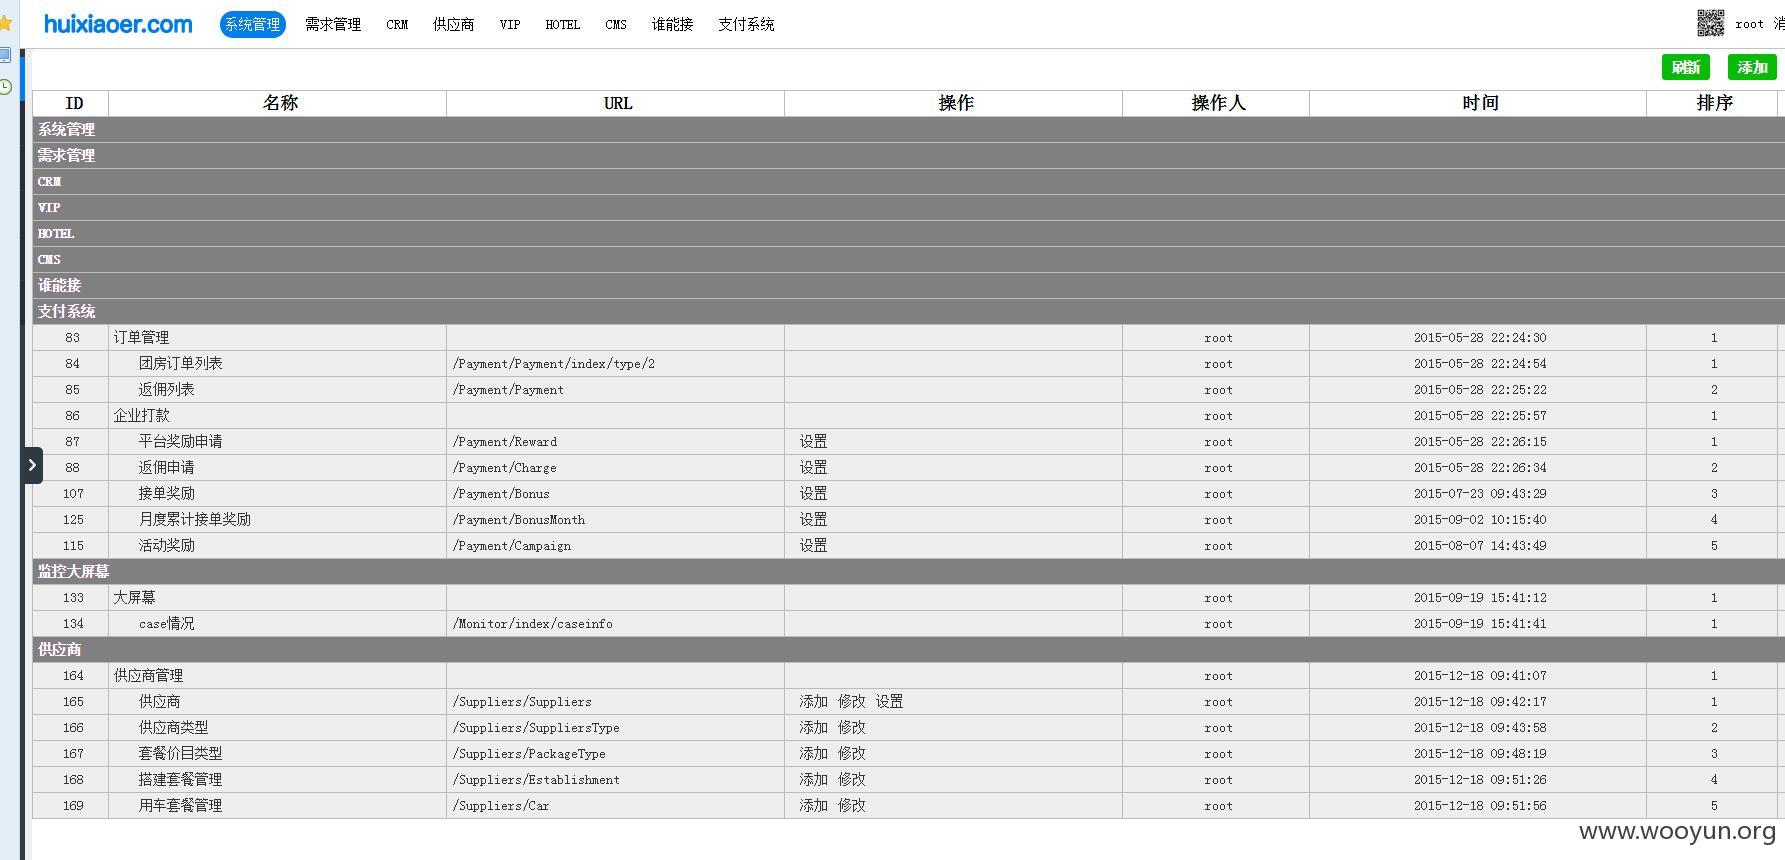 huixiaoer.com 系统管理 需求管理 CRM 供应商 VIP HOTEL CMS 谁能接 支付系统 root 消
刷新 添加
ID 名称 URL 操作 操作人 时间 排序
系统管理
需求管理
CRM
VIP
HOTEL
CMS
谁能接
支付系统
83 订单管理 root 2015-05-28 22:24:30 1
84 团房订单列表 /Payment/Payment/index/type/2 root 2015-05-28 22:24:54 1
85 返佣列表 /Payment/Payment root 2015-05-28 22:25:22 2
86 企业打款 root 2015-05-28 22:25:57 1
87 平台奖励申请 /Payment/Reward 设置 root 2015-05-28 22:26:15 1
88 返佣申请 /Payment/Charge 设置 root 2015-05-28 22:26:34 2
107 接单奖励 /Payment/Bonus 设置 root 2015-07-23 09:43:29 3
125 月度累计接单奖励 /Payment/BonusMonth 设置 root 2015-09-02 10:15:40 4
115 活动奖励 /Payment/Campaign 设置 root 2015-08-07 14:43:49 5
监控大屏幕
133 大屏幕 root 2015-09-19 15:41:12 1
134 case情况 /Monitor/index/caseinfo root 2015-09-19 15:41:41 1
供应商
164 供应商管理 root 2015-12-18 09:41:07 1
165 供应商 /Suppliers/Suppliers 添加 修改 设置 root 2015-12-18 09:42:17 1
166 供应商类型 /Suppliers/SuppliersType 添加 修改 root 2015-12-18 09:43:58 2
167 套餐价目类型 /Suppliers/PackageType 添加 修改 root 2015-12-18 09:48:19 3
168 搭建套餐管理 /Suppliers/Establishment 添加 修改 root 2015-12-18 09:51:26 4
169 用车套餐管理 /Suppliers/Car 添加 修改 root 2015-12-18 09:51:56 5
www.wooyun.org